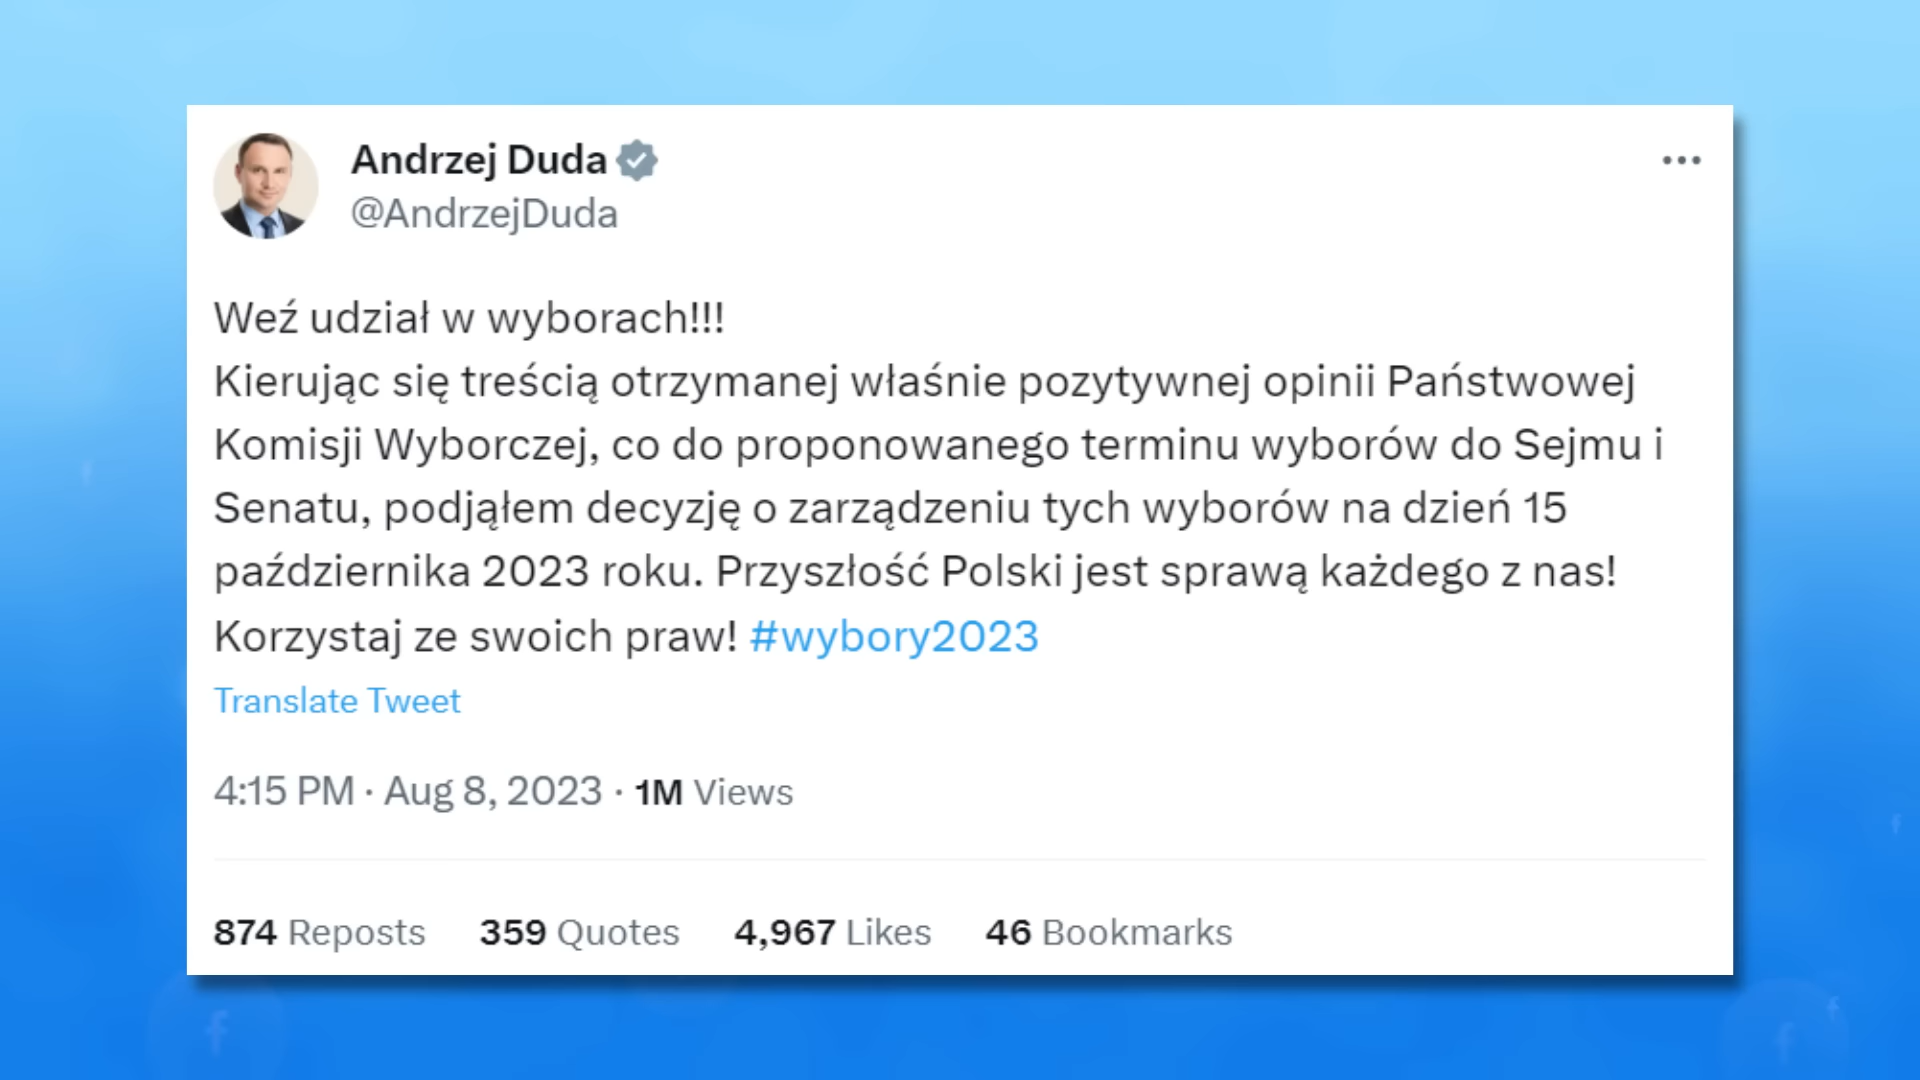 Andrzej Duda
@AndrzejDuda
Weź udział w wyborach!!!
Kierując się treścią otrzymanej właśnie pozytywnej opinii Państwowej
Komisji Wyborczej, co do proponowanego terminu wyborów do Sejmu i
Senatu, podjąłem decyzję o zarządzeniu tych wyborów na dzień 15
października 2023 roku. Przyszłość Polski jest sprawą każdego z nas!
Korzystaj ze swoich praw! #wybory2023
Translate Tweet
4:15 PM · Aug 8, 2023 · 1M Views
874 Reposts 359 Quotes 4,967 Likes 46 Bookmarks